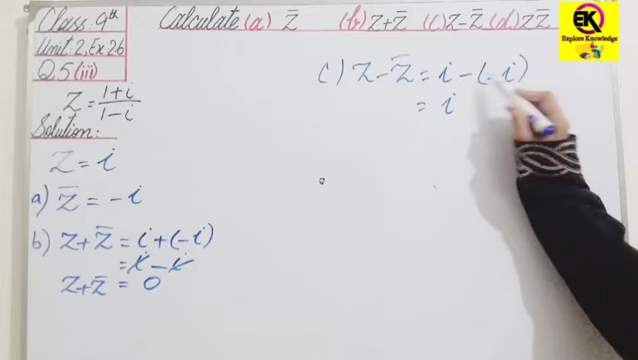 Class: 9th
Unit: 2, Ex 2.6
Q.5 (iii)
Calculate (a) z̄ (b) z+z̄ (c) z-z̄ (d) zz̄
EK
Explore Knowledge
z = 1+i / 1-i
Solution:
z = i
a) z̄ = -i
b) z+z̄ = i+(-i)
= i - i
z+z̄ = 0
c) z-z̄ = i-(-i)
= i